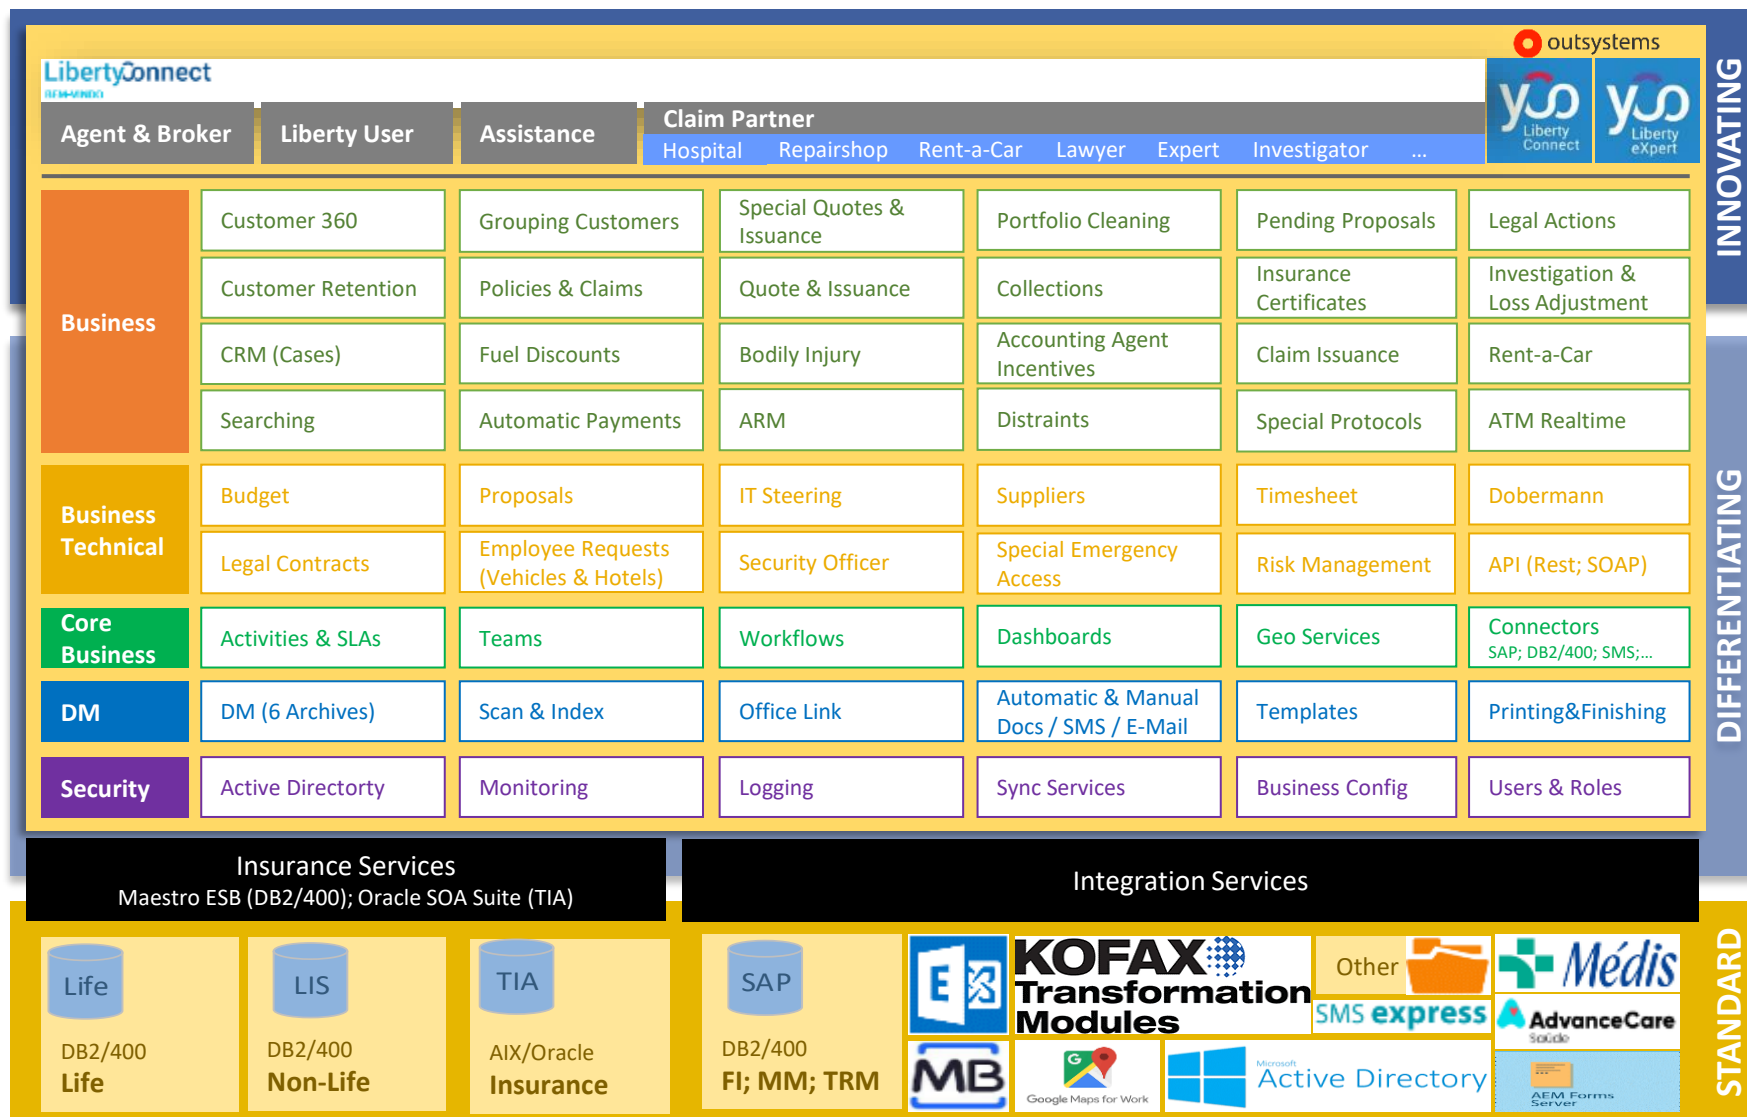 outsystems
LibertyConnect
BEM-VINDO
Agent & Broker
Liberty User
Assistance
Claim Partner
Hospital Repairshop Rent-a-Car Lawyer Expert Investigator ...
yuo
Liberty
Connect
yuo
Liberty
eXpert
INNOVATING
Business
Customer 360
Grouping Customers
Special Quotes &
Issuance
Portfolio Cleaning
Pending Proposals
Legal Actions
Customer Retention
Policies & Claims
Quote & Issuance
Collections
Insurance
Certificates
Investigation &
Loss Adjustment
CRM (Cases)
Fuel Discounts
Bodily Injury
Accounting Agent
Incentives
Claim Issuance
Rent-a-Car
Searching
Automatic Payments
ARM
Distraints
Special Protocols
ATM Realtime
DIFFERENTIATING
Business
Technical
Budget
Proposals
IT Steering
Suppliers
Timesheet
Dobermann
Legal Contracts
Employee Requests
(Vehicles & Hotels)
Security Officer
Special Emergency
Access
Risk Management
API (Rest; SOAP)
Core
Business
Activities & SLAs
Teams
Workflows
Dashboards
Geo Services
Connectors
SAP; DB2/400; SMS;...
DM
DM (6 Archives)
Scan & Index
Office Link
Automatic & Manual
Docs / SMS / E-Mail
Templates
Printing&Finishing
Security
Active Directorty
Monitoring
Logging
Sync Services
Business Config
Users & Roles
Insurance Services
Maestro ESB (DB2/400); Oracle SOA Suite (TIA)
Integration Services
STANDARD
Life
DB2/400
Life
LIS
DB2/400
Non-Life
TIA
AIX/Oracle
Insurance
SAP
DB2/400
FI; MM; TRM
E
KOFAX
Transformation
Modules
Other
SMS express
Médis
AdvanceCare
Saúde
MB
G
Google Maps for Work
Microsoft
Active Directory
AEM Forms
Server